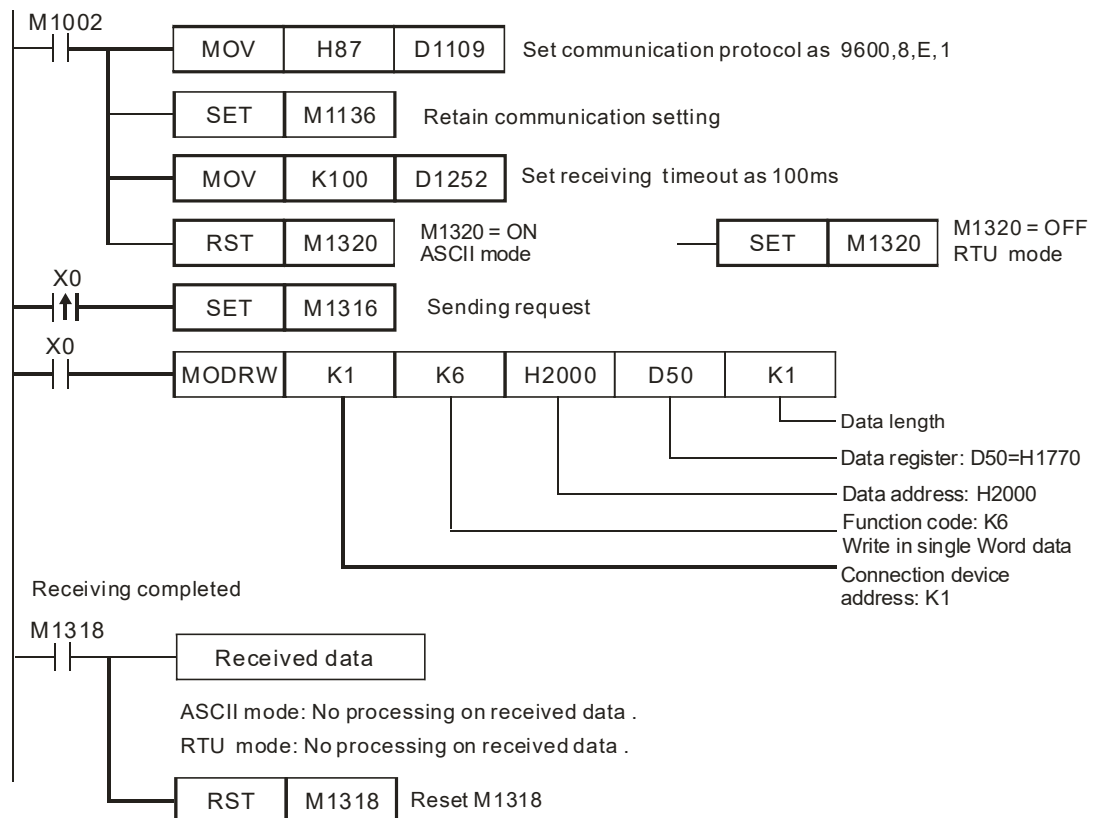 M1002
MOV H87 D1109 Set communication protocol as 9600,8,E,1
SET M1136 Retain communication setting
MOV K100 D1252 Set receiving timeout as 100ms
RST M1320 M1320 = ON
ASCII mode
SET M1320 M1320 = OFF
RTU mode
X0
SET M1316 Sending request
X0
MODRW K1 K6 H2000 D50 K1
Data length
Data register: D50=H1770
Data address: H2000
Function code: K6
Write in single Word data
Connection device
address: K1
Receiving completed
M1318
Received data
ASCII mode: No processing on received data .
RTU mode: No processing on received data .
RST M1318 Reset M1318